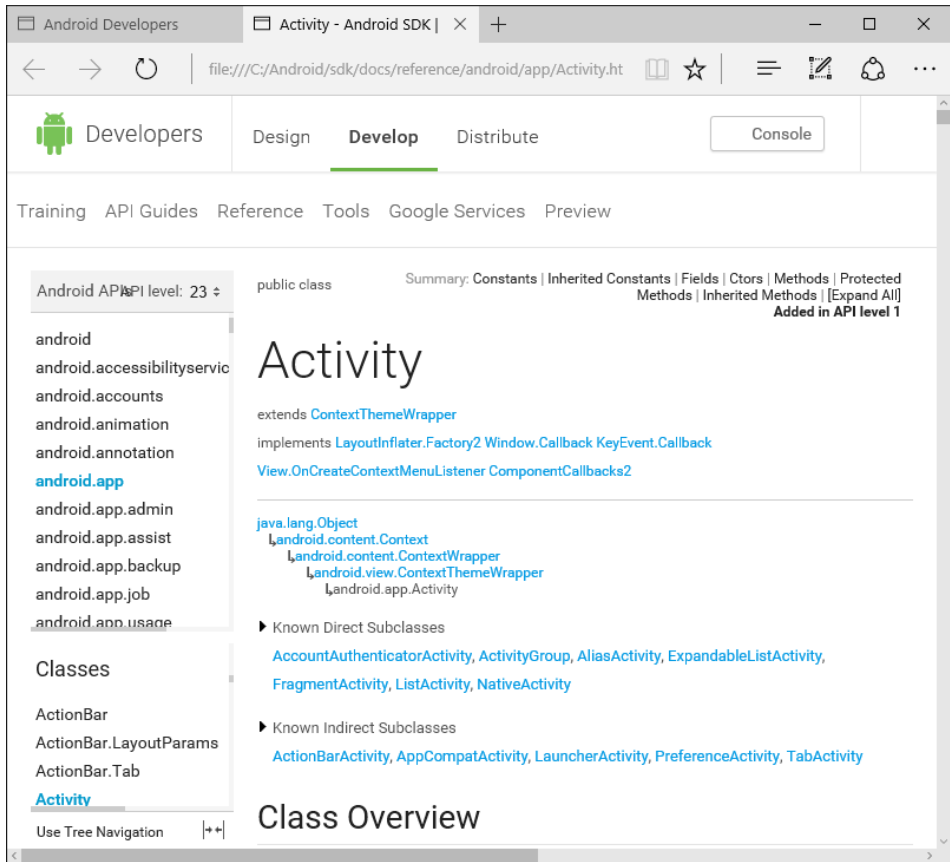 Android Developers
Activity - Android SDK |
file:///C:/Android/sdk/docs/reference/android/app/Activity.ht
Developers
Design Develop Distribute
Console
Training API Guides Reference Tools Google Services Preview
Android APIs API level: 23
android
android.accessibilityservic
android.accounts
android.animation
android.annotation
android.app
android.app.admin
android.app.assist
android.app.backup
android.app.job
android.app.usage
Classes
ActionBar
ActionBar.LayoutParams
ActionBar.Tab
Activity
Use Tree Navigation
public class
Summary: Constants | Inherited Constants | Fields | Ctors | Methods | Protected
Methods | Inherited Methods | [Expand All]
Added in API level 1
Activity
extends ContextThemeWrapper
implements LayoutInflater.Factory2 Window.Callback KeyEvent.Callback
View.OnCreateContextMenuListener ComponentCallbacks2
java.lang.Object
android.content.Context
android.content.ContextWrapper
android.view.ContextThemeWrapper
android.app.Activity
Known Direct Subclasses
AccountAuthenticatorActivity, ActivityGroup, AliasActivity, ExpandableListActivity,
FragmentActivity, ListActivity, NativeActivity
Known Indirect Subclasses
ActionBarActivity, AppCompatActivity, LauncherActivity, PreferenceActivity, TabActivity
Class Overview